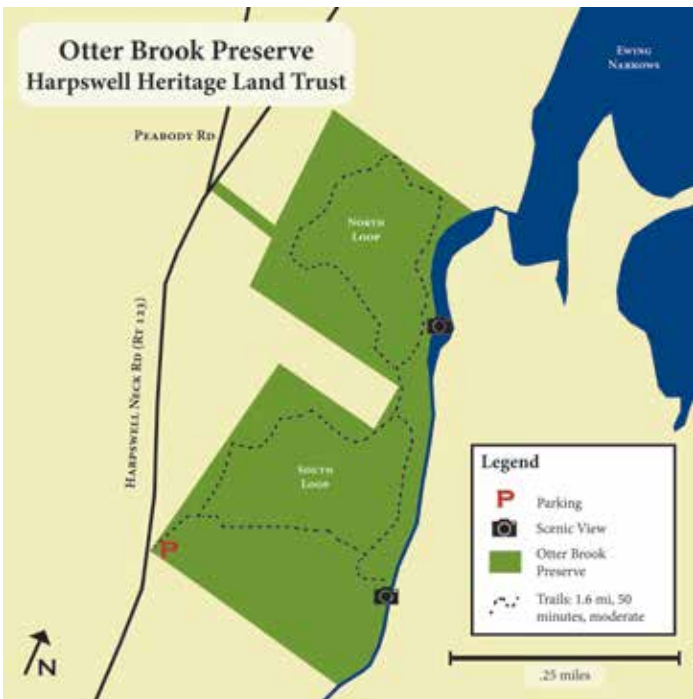 Otter Brook Preserve
Harpswell Heritage Land Trust
Ewing
Narrows
Peabody Rd
North
Loop
Harpswell Neck Rd (Rt 123)
South
Loop
P
Legend
P Parking
Scenic View
Otter Brook
Preserve
Trails: 1.6 mi, 50
minutes, moderate
N
.25 miles